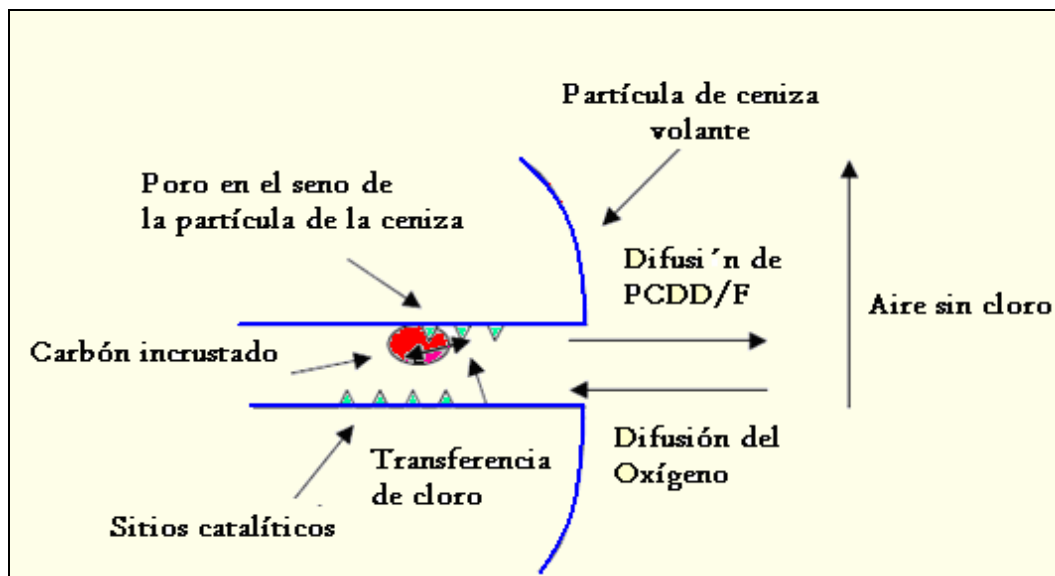 Partícula de ceniza
volante
Poro en el seno de
la partícula de la ceniza
Difusi´n de
PCDD/F
Aire sin cloro
Carbón incrustado
Difusión del
Oxígeno
Transferencia
de cloro
Sitios catalíticos